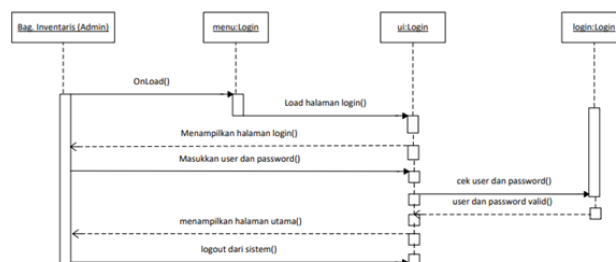 Bag. Inventaris (Admin)
menu:Login
ui:Login
login:Login
OnLoad()
Load halaman login()
Menampilkan halaman login()
Masukkan user dan password()
cek user dan password()
user dan password valid()
menampilkan halaman utama()
logout dari sistem()